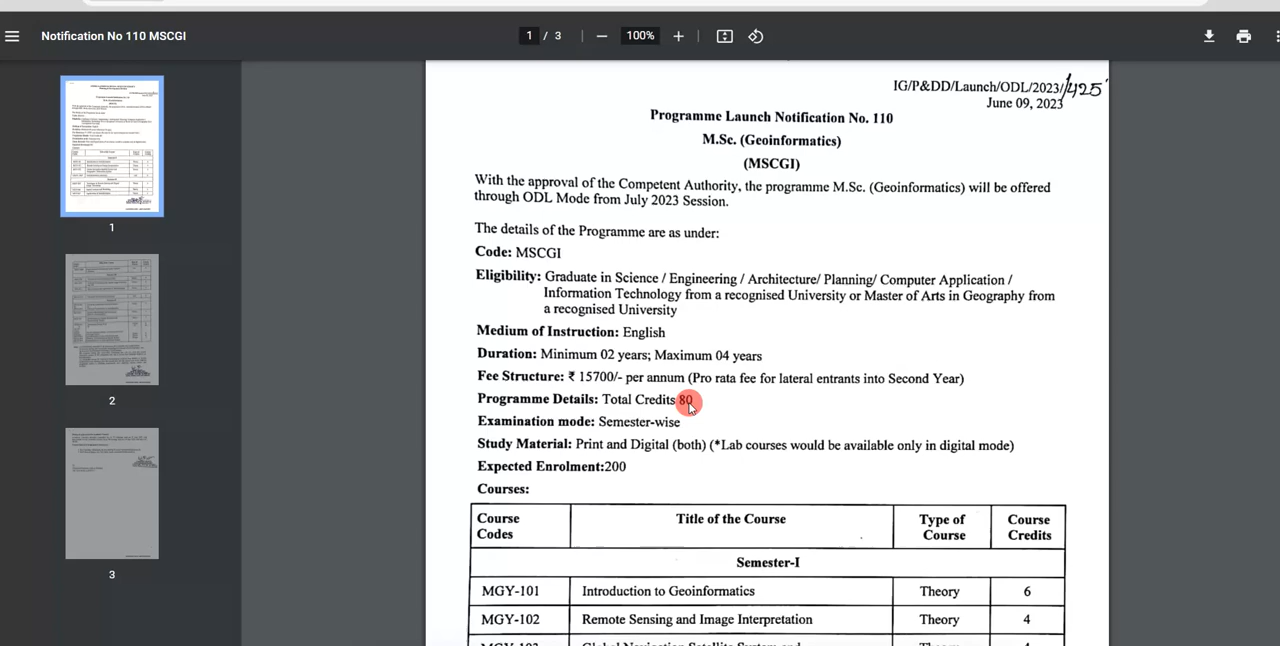 Notification No 110 MSCGI
1 / 3
100%
IG/P&DD/Launch/ODL/2023/425
June 09, 2023
Programme Launch Notification No. 110
M.Sc. (Geoinformatics)
(MSCGI)
With the approval of the Competent Authority, the programme M.Sc. (Geoinformatics) will be offered
through ODL Mode from July 2023 Session.
The details of the Programme are as under:
Code: MSCGI
Eligibility: Graduate in Science / Engineering / Architecture/ Planning/ Computer Application /
Information Technology from a recognised University or Master of Arts in Geography from
a recognised University
Medium of Instruction: English
Duration: Minimum 02 years; Maximum 04 years
Fee Structure: ₹ 15700/- per annum (Pro rata fee for lateral entrants into Second Year)
Programme Details: Total Credits 80
Examination mode: Semester-wise
Study Material: Print and Digital (both) (*Lab courses would be available only in digital mode)
Expected Enrolment:200
Courses:
Course Codes Title of the Course Type of Course Course Credits
Semester-I
MGY-101 Introduction to Geoinformatics Theory 6
MGY-102 Remote Sensing and Image Interpretation Theory 4
1
2
3